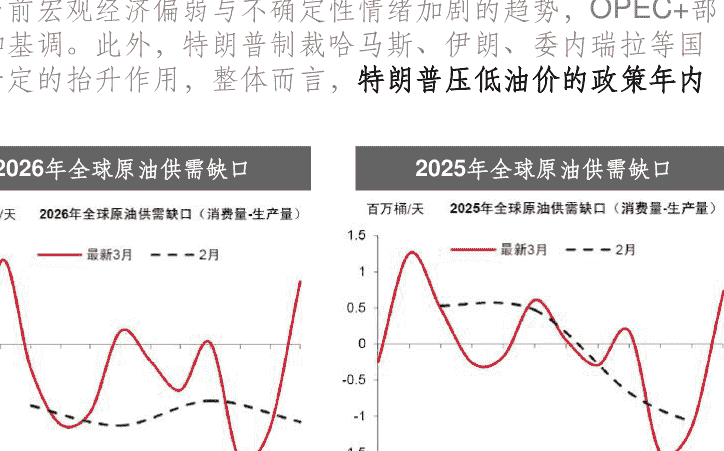 前宏观经济偏弱与不确定性情绪加剧的趋势，OPEC+部
基调。此外，特朗普制裁哈马斯、伊朗、委内瑞拉等国
定的抬升作用，整体而言，特朗普压低油价的政策年内
2026年全球原油供需缺口
2025年全球原油供需缺口
/天 2026年全球原油供需缺口（消费量-生产量）
百万桶/天 2025年全球原油供需缺口（消费量-生产量）
最新3月 2月
最新3月 2月
1.5
1
0.5
0
-0.5
-1
-1.5